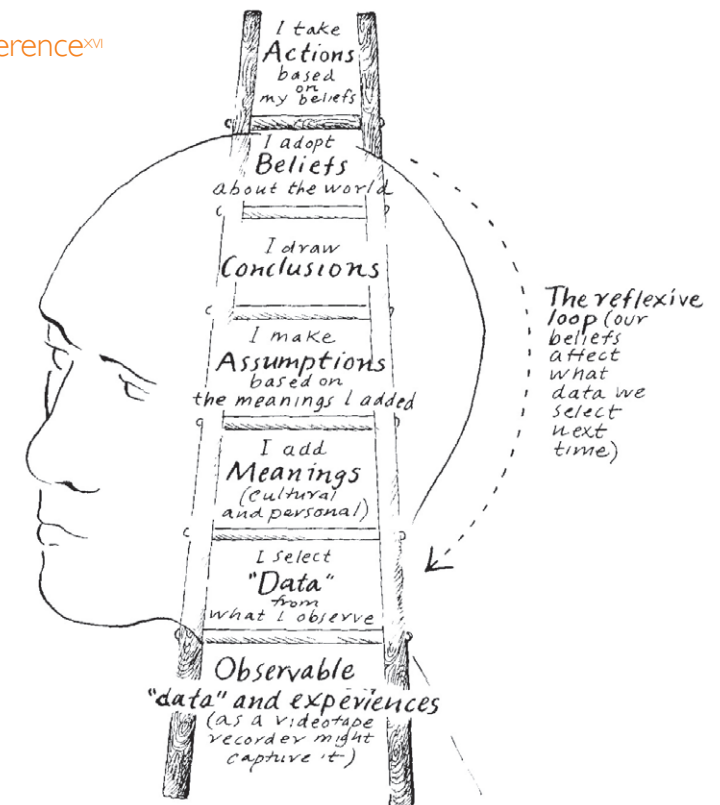 erenceXVI
I take
Actions
based
on
my beliefs
I adopt
Beliefs
about the world
I draw
Conclusions
I make
Assumptions
based on
the meanings I added
I add
Meanings
(cultural
and personal)
I select
"Data"
from
what I observe
Observable
"data" and experiences
(as a videotape
recorder might
capture it)
The reflexive
loop (our
beliefs
affect
what
data we
select
next
time)